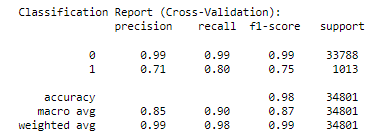 Classification Report (Cross-Validation):
precision recall f1-score support
0 0.99 0.99 0.99 33788
1 0.71 0.80 0.75 1013
accuracy 0.98 34801
macro avg 0.85 0.90 0.87 34801
weighted avg 0.99 0.98 0.99 34801